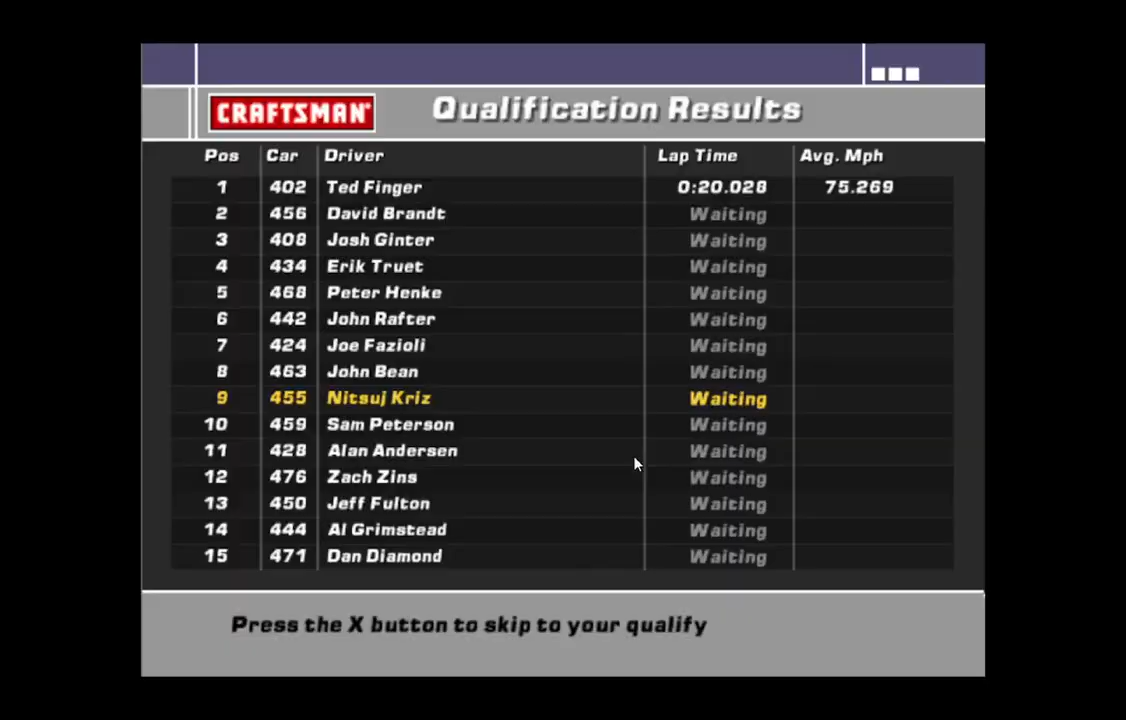 CRAFTSMAN® Qualification Results
Pos Car Driver Lap Time Avg. Mph
1 402 Ted Finger 0:20.028 75.269
2 456 David Brandt Waiting
3 408 Josh Ginter Waiting
4 434 Erik Truet Waiting
5 468 Peter Henke Waiting
6 442 John Rafter Waiting
7 424 Joe Fazioli Waiting
8 463 John Bean Waiting
9 455 Nitsuj Kriz Waiting
10 459 Sam Peterson Waiting
11 428 Alan Andersen Waiting
12 476 Zach Zins Waiting
13 450 Jeff Fulton Waiting
14 444 Al Grimstead Waiting
15 471 Dan Diamond Waiting
Press the X button to skip to your qualify